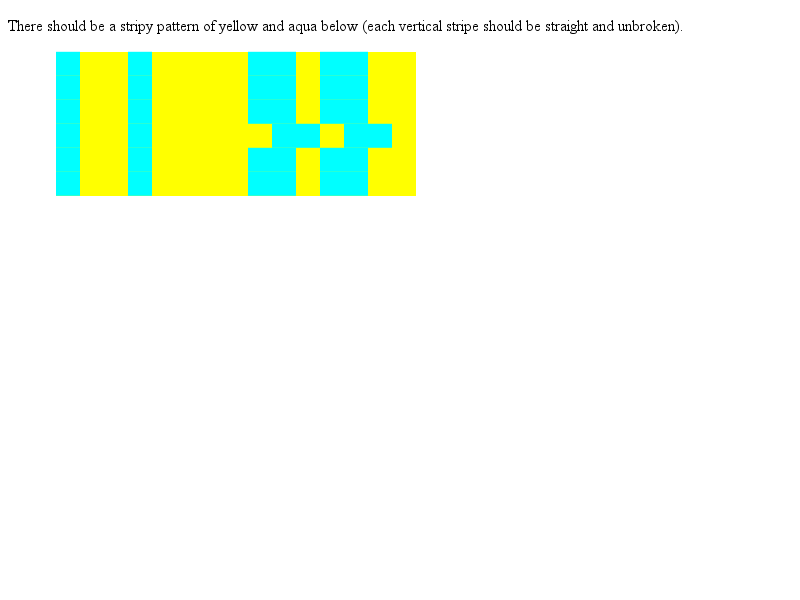 There should be a stripy pattern of yellow and aqua below (each vertical stripe should be straight and unbroken).